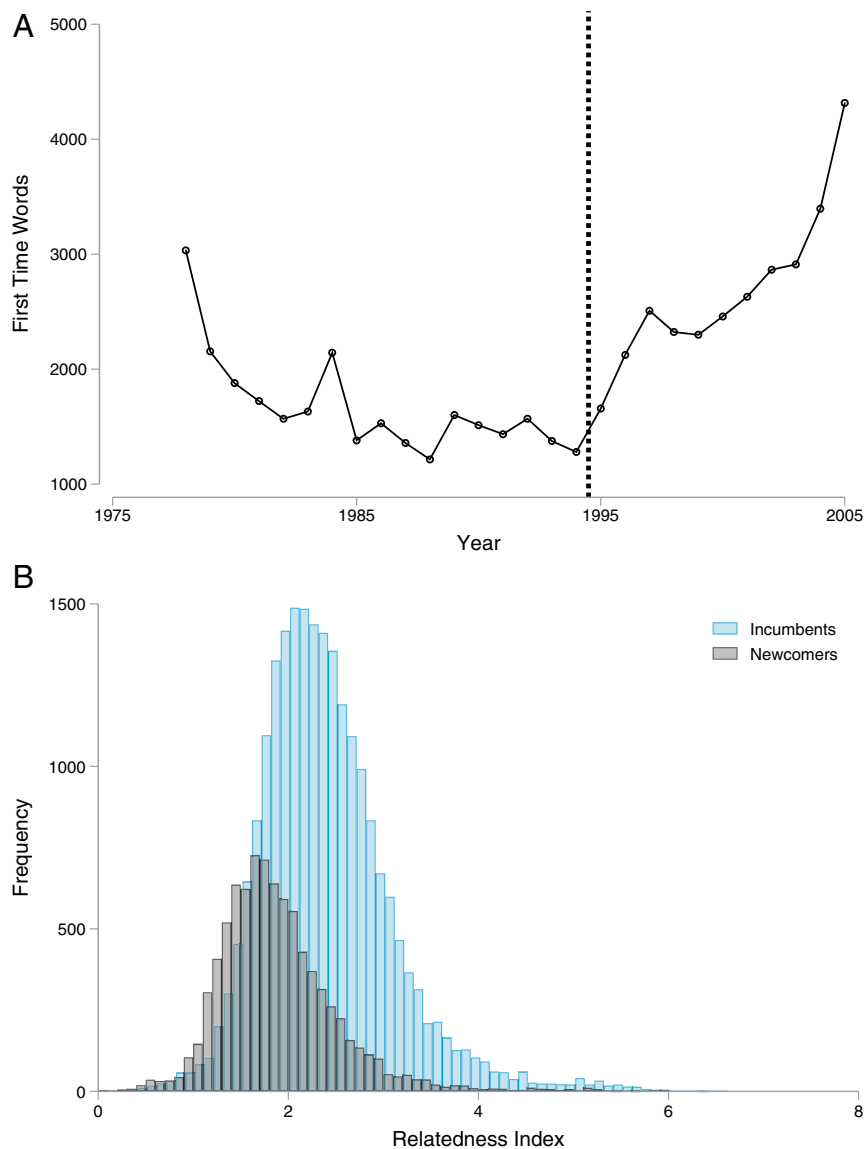 A
5000
4000
3000
2000
1000
First Time Words
1975
1985
1995
2005
Year
B
1500
1000
500
0
Frequency
Incumbents
Newcomers
0
2
4
6
8
Relatedness Index